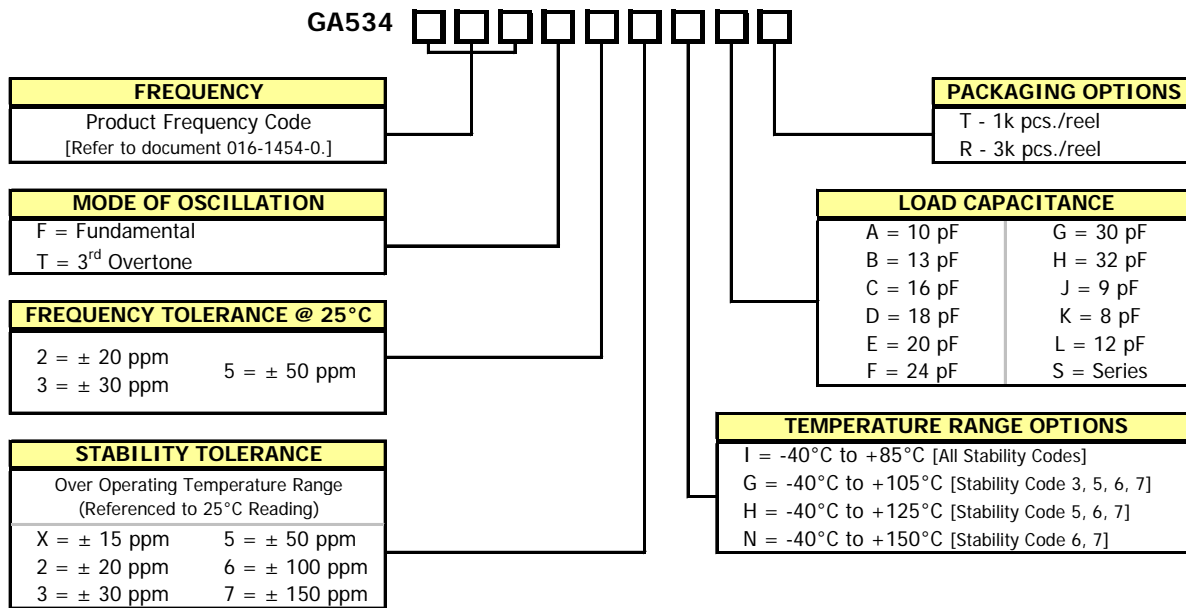 GA534
FREQUENCY
Product Frequency Code
[Refer to document 016-1454-0.]
MODE OF OSCILLATION
F = Fundamental
T = 3rd Overtone
FREQUENCY TOLERANCE @ 25°C
2 = ± 20 ppm
3 = ± 30 ppm
5 = ± 50 ppm
STABILITY TOLERANCE
Over Operating Temperature Range
(Referenced to 25°C Reading)
X = ± 15 ppm
2 = ± 20 ppm
3 = ± 30 ppm
5 = ± 50 ppm
6 = ± 100 ppm
7 = ± 150 ppm
PACKAGING OPTIONS
T - 1k pcs./reel
R - 3k pcs./reel
LOAD CAPACITANCE
A = 10 pF
B = 13 pF
C = 16 pF
D = 18 pF
E = 20 pF
F = 24 pF
G = 30 pF
H = 32 pF
J = 9 pF
K = 8 pF
L = 12 pF
S = Series
TEMPERATURE RANGE OPTIONS
I = -40°C to +85°C [All Stability Codes]
G = -40°C to +105°C [Stability Code 3, 5, 6, 7]
H = -40°C to +125°C [Stability Code 5, 6, 7]
N = -40°C to +150°C [Stability Code 6, 7]